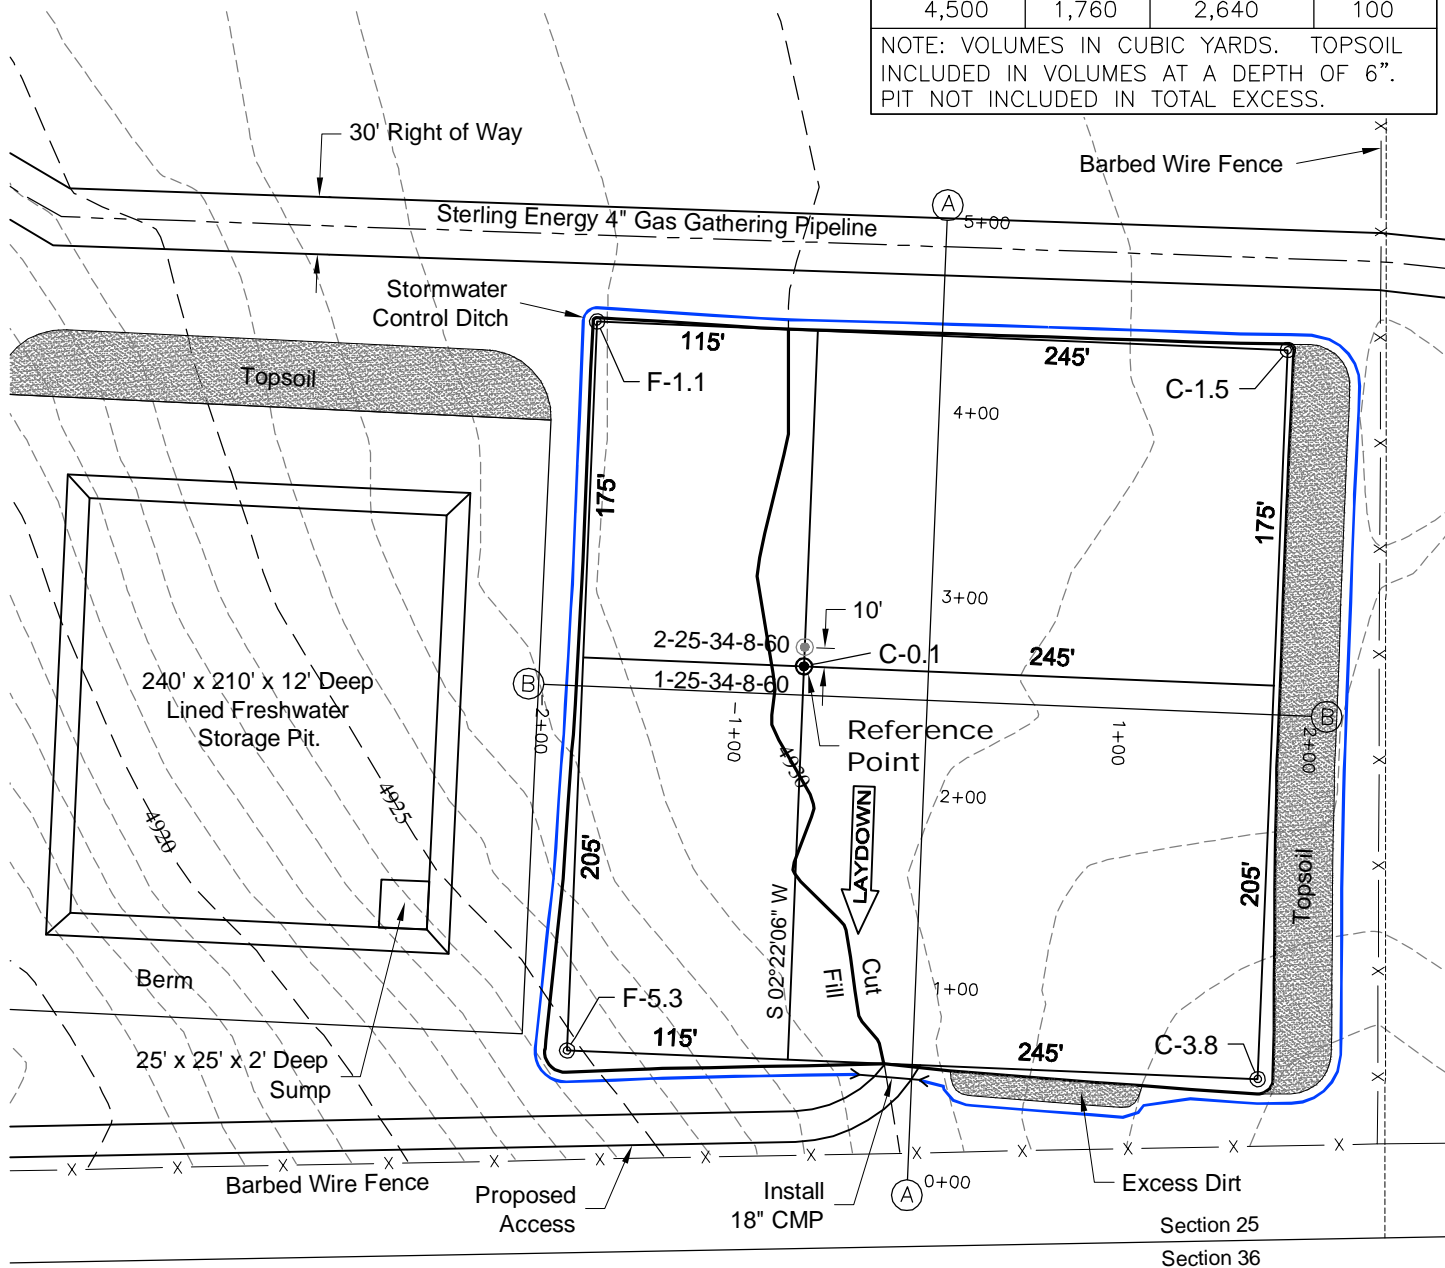 4,500 1,760 2,640 100
NOTE: VOLUMES IN CUBIC YARDS. TOPSOIL
INCLUDED IN VOLUMES AT A DEPTH OF 6”.
PIT NOT INCLUDED IN TOTAL EXCESS.
30' Right of Way
Barbed Wire Fence
Sterling Energy 4" Gas Gathering Pipeline
A
5+00
Stormwater
Control Ditch
115'
245'
Topsoil
F-1.1
C-1.5
4+00
175'
175'
3+00
10'
2-25-34-8-60
C-0.1
245'
1-25-34-8-60
240' x 210' x 12' Deep
Lined Freshwater
Storage Pit.
B
B
-2+00
-1+00
1+00
2+00
Reference
Point
4930
4925
4920
2+00
LAYDOWN
205'
205'
Topsoil
S 02°22'06" W
Cut
Fill
1+00
Berm
F-5.3
115'
245'
C-3.8
25' x 25' x 2' Deep
Sump
Barbed Wire Fence
Proposed
Access
Install
18" CMP
A
0+00
Excess Dirt
Section 25
Section 36